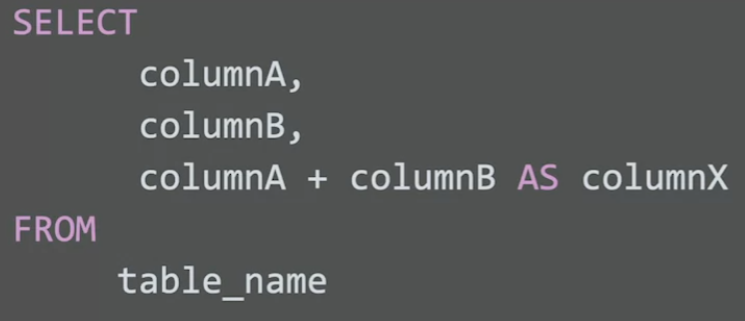 SELECT
columnA,
columnB,
columnA + columnB AS columnX
FROM
table_name